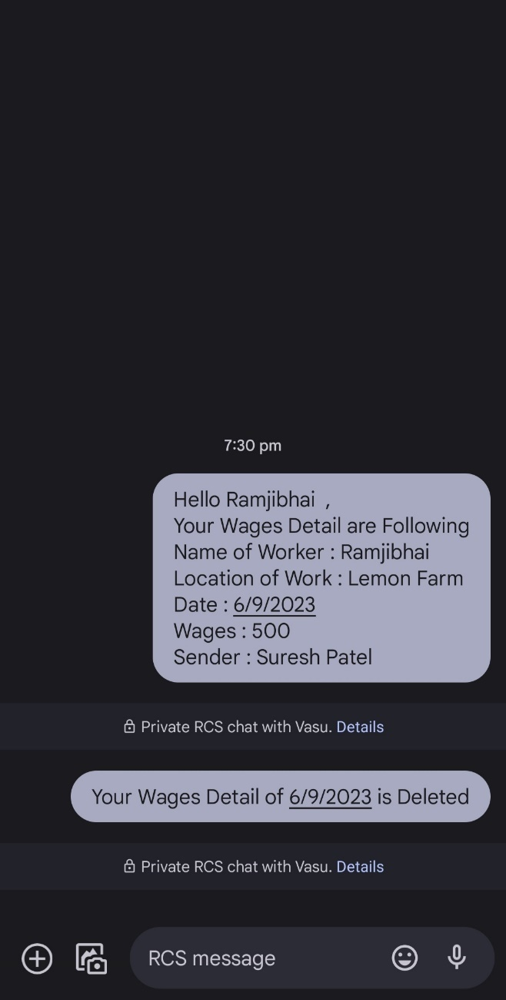 7:30 pm
Hello Ramjibhai  ,
Your Wages Detail are Following
Name of Worker : Ramjibhai
Location of Work : Lemon Farm
Date : 6/9/2023
Wages : 500
Sender : Suresh Patel
Private RCS chat with Vasu. Details
Your Wages Detail of 6/9/2023 is Deleted
Private RCS chat with Vasu. Details
RCS message